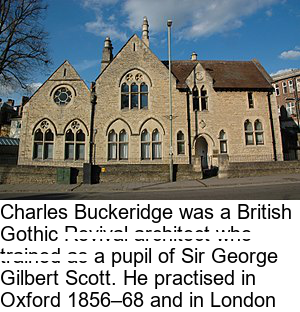 Charles Buckeridge was a British
Gothic
a pupil of Sir George
Gilbert Scott. He practised in
Oxford 1856–68 and in London